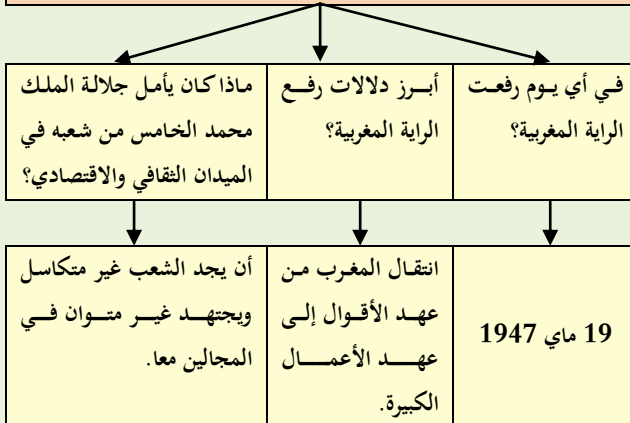 في أي يوم رفعت
الراية المغربية؟
أبرز دلالات رفع
الراية المغربية؟
ماذا كان يأمل جلالة الملك
محمد الخامس من شعبه في
الميدان الثقافي والاقتصادي؟
19 ماي 1947
انتقال المغرب من
عهد الأقوال إلى
عهد الأعمال
الكبيرة.
أن يجد الشعب غير متكاسل
ويجتهد غير متوان في
المجالين معا.